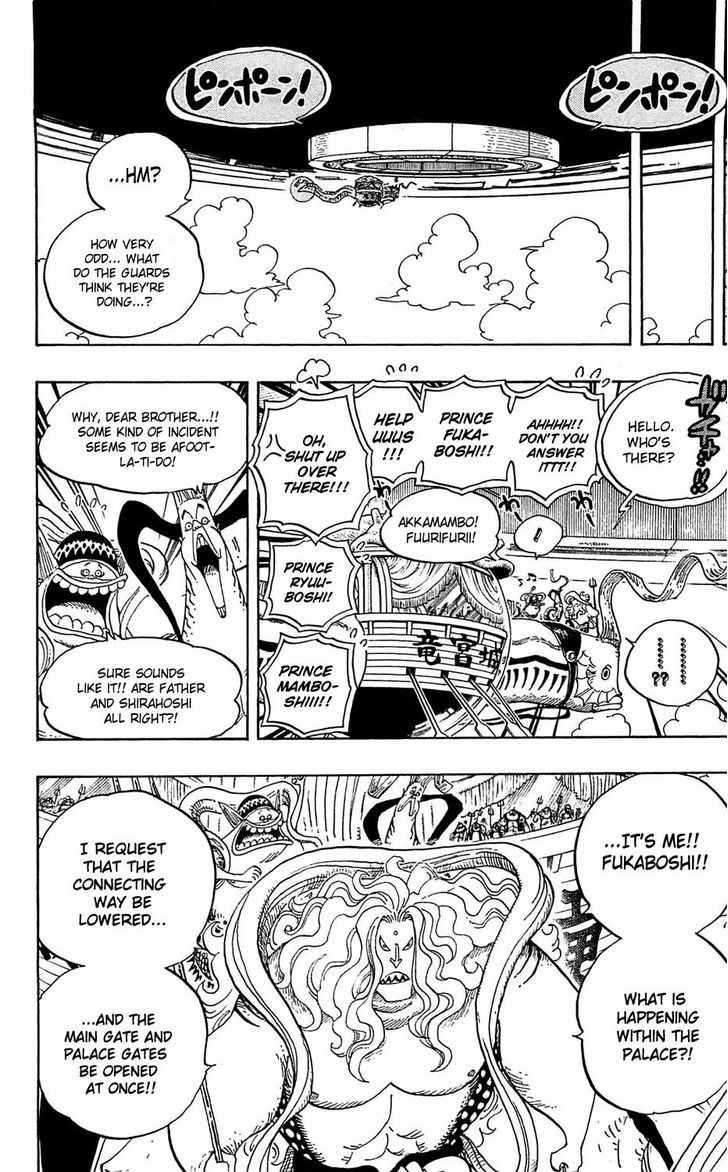 ピンポーン!
ピンポーン!
...HM?
HOW VERY
ODD... WHAT
DO THE GUARDS
THINK THEY'RE
DOING...?
HELLO.
WHO'S
THERE?
AHHHH!!
DON'T YOU
ANSWER
ITTT!!
PRINCE
FUKA-
BOSHI!!
HELP
UUUS
!!!
OH,
SHUT UP
OVER
THERE!!!
AKKAMAMBO!
FUURIFURI!!
!
PRINCE
RYUU-
BOSHI!
PRINCE
MAMBO-
SHIII!!
竜宮城
??
WHY, DEAR BROTHER...!!
SOME KIND OF INCIDENT
SEEMS TO BE AFOOT-
LA-TI-DO!
SURE SOUNDS
LIKE IT!! ARE FATHER
AND SHIRAHOSHI
ALL RIGHT?!
...IT'S ME!!
FUKABOSHI!!
WHAT IS
HAPPENING
WITHIN THE
PALACE?!
I REQUEST
THAT THE
CONNECTING
WAY BE
LOWERED...
...AND THE
MAIN GATE AND
PALACE GATES
BE OPENED
AT ONCE!!